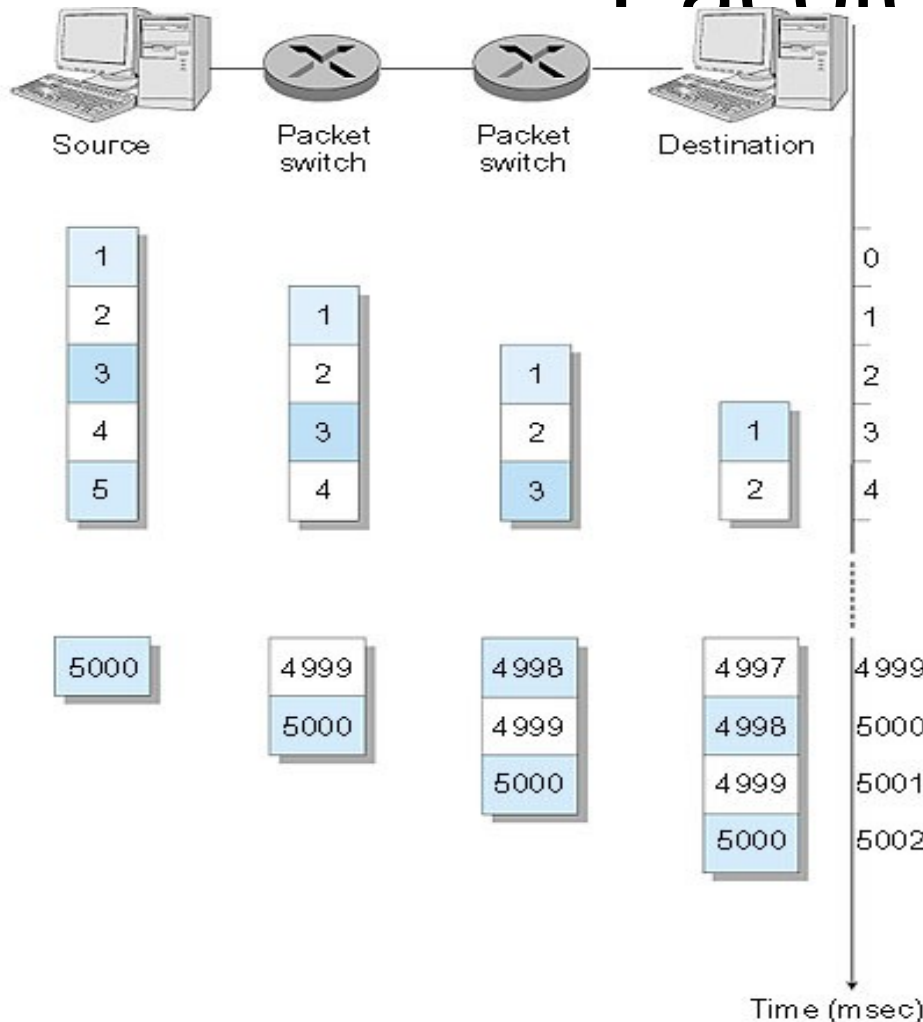 Source Packet switch Packet switch Destination
1 0
2 1 1
3 2 1 2
4 3 2 1 3
5 4 3 2 4
5000 4999 4998 4997 4999
5000 4999 4998 5000
5000 4999 5001
5000 5002
Time (msec)